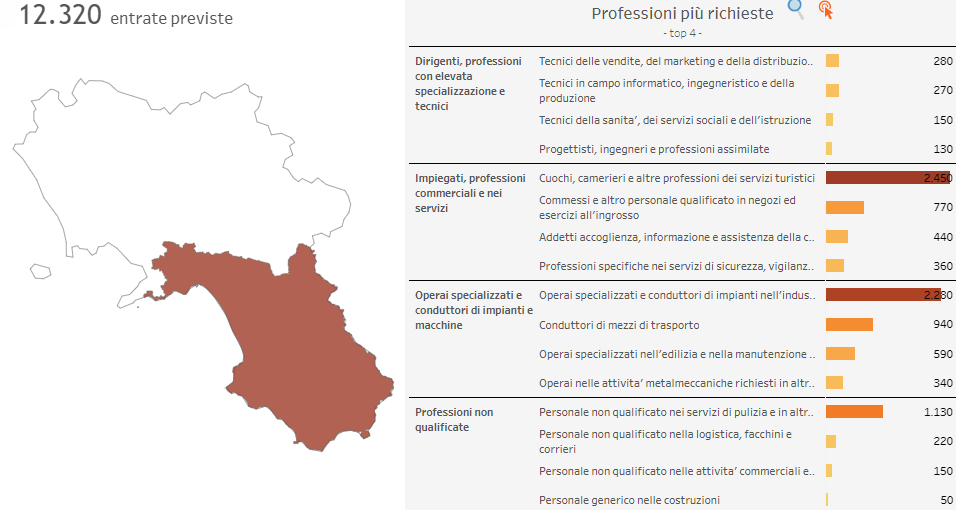 12.320 entrate previste
Professioni più richieste
- top 4 -
Dirigenti, professioni
con elevata
specializzazione e
tecnici
Tecnici delle vendite, del marketing e della distribuzio.. 280
Tecnici in campo informatico, ingegneristico e della
produzione 270
Tecnici della sanita’, dei servizi sociali e dell’istruzione 150
Progettisti, ingegneri e professioni assimilate 130
Impiegati, professioni
commerciali e nei
servizi
Cuochi, camerieri e altre professioni dei servizi turistici 2.450
Commessi e altro personale qualificato in negozi ed
esercizi all’ingrosso 770
Addetti accoglienza, informazione e assistenza della c.. 440
Professioni specifiche nei servizi di sicurezza, vigilanz.. 360
Operai specializzati e
conduttori di impianti e
macchine
Operai specializzati e conduttori di impianti nell’indus.. 2.280
Conduttori di mezzi di trasporto 940
Operai specializzati nell’edilizia e nella manutenzione .. 590
Operai nelle attivita’ metalmeccaniche richiesti in altr.. 340
Professioni non
qualificate
Personale non qualificato nei servizi di pulizia e in altr.. 1.130
Personale non qualificato nella logistica, facchini e
corrieri 220
Personale non qualificato nelle attivita’ commerciali e.. 150
Personale generico nelle costruzioni 50